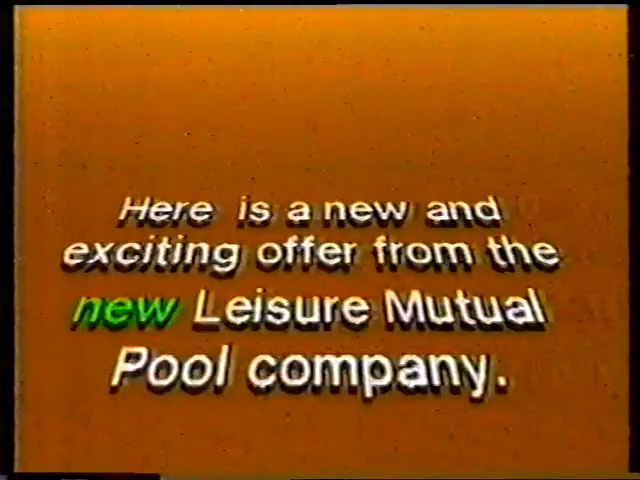 Here is a new and
exciting offer from the
new Leisure Mutual
Pool company.